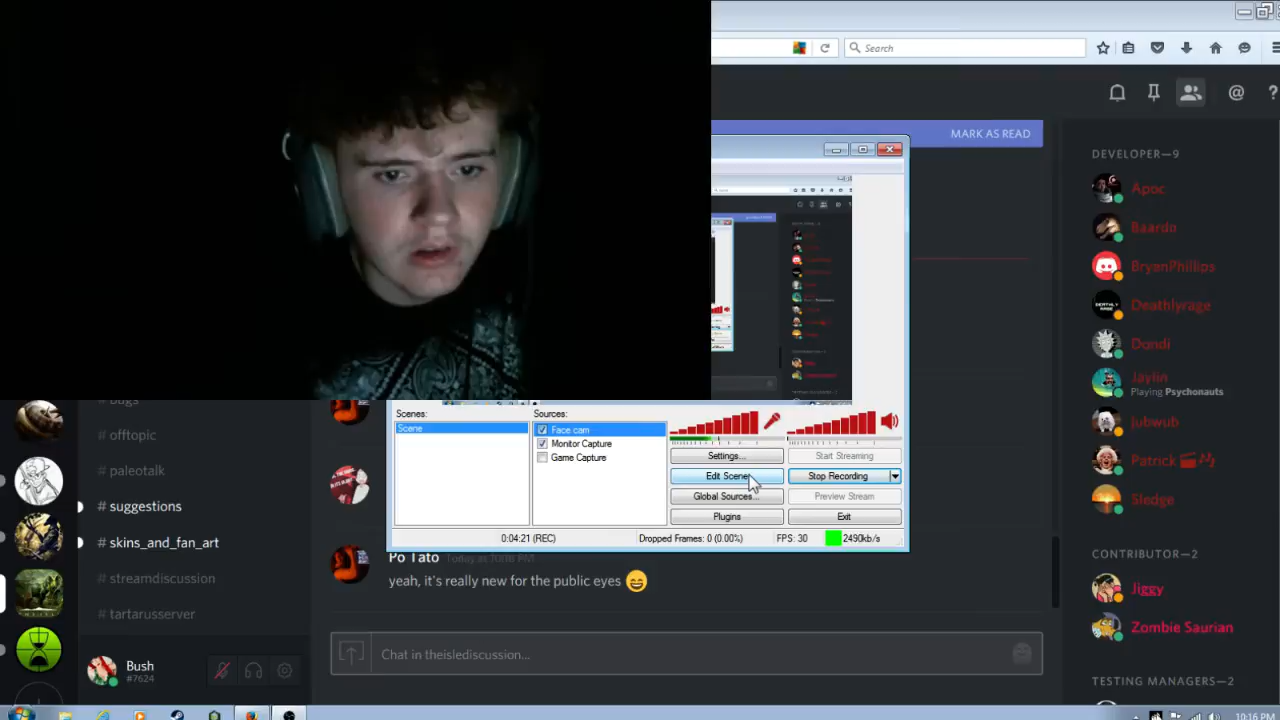 Search
MARK AS READ
DEVELOPER—9
Apoc
Baardo
BryanPhillips
Deathlyrage
Dondi
Jaylin
Playing Psychonauts
Jubwub
Patrick 🎬🎶
Sledge
CONTRIBUTOR—2
Jiggy
Zombie Saurian
TESTING MANAGERS—2
# bugs
# offtopic
# paleotalk
# suggestions
# skins_and_fan_art
# streamdiscussion
# tartarusserver
Bush
#7624
Scenes:
Scene
Sources:
Face cam
Monitor Capture
Game Capture
Settings...
Start Streaming
Edit Scene
Stop Recording
Global Sources...
Preview Stream
Plugins
Exit
0:04:21 (REC)
Dropped Frames: 0 (0.00%)
FPS: 30
2490kb/s
Po Tato
yeah, it's really new for the public eyes 😄
Chat in theislediscussion...
10:16 PM